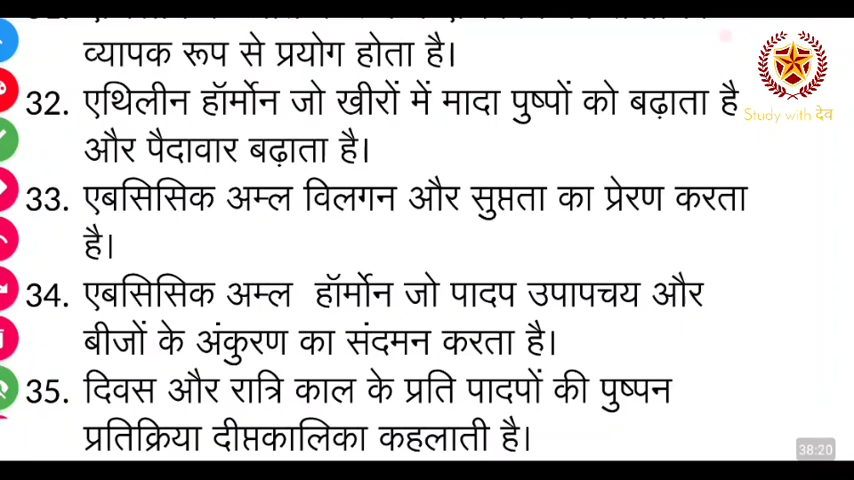 व्यापक रूप से प्रयोग होता है।
32. एथिलीन हॉर्मोन जो खीरों में मादा पुष्पों को बढ़ाता है
और पैदावार बढ़ाता है।
Study with देव
33. एबसिसिक अम्ल विलगन और सुप्तता का प्रेरण करता
है।
34. एबसिसिक अम्ल हॉर्मोन जो पादप उपापचय और
बीजों के अंकुरण का संदमन करता है।
35. दिवस और रात्रि काल के प्रति पादपों की पुष्पन
प्रतिक्रिया दीप्तकालिका कहलाती है।
38:20